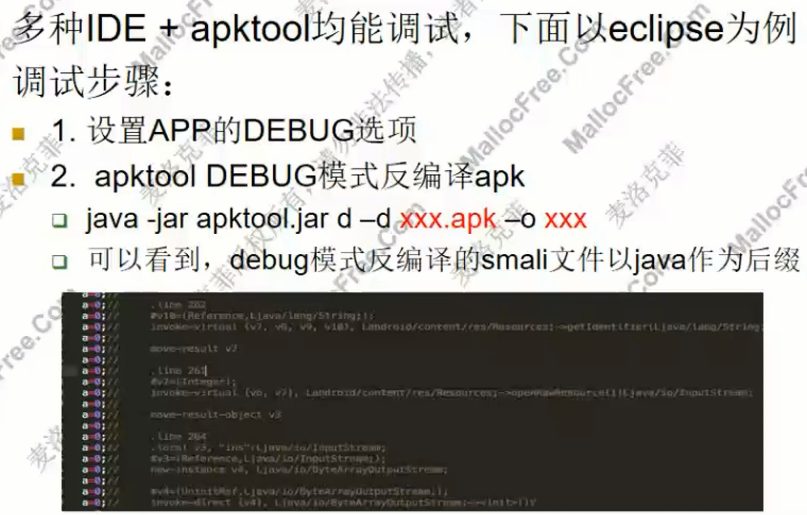 多种IDE + apktool均能调试，下面以eclipse为例
调试步骤：
1. 设置APP的DEBUG选项
2. apktool DEBUG模式反编译apk
java -jar apktool.jar d –d xxx.apk –o xxx
可以看到，debug模式反编译的smali文件以java作为后缀
a=0;// .line 262
a=0;// #v10=(Reference,Ljava/lang/String;);
a=0;// invoke-virtual {v7, v8, v9, v10}, Landroid/content/res/Resources;->getIdentifier(Ljava/lang/String;
a=0;//
a=0;// move-result v7
a=0;//
a=0;// .line 261
a=0;// #v7=(Integer);
a=0;// invoke-virtual {v6, v7}, Landroid/content/res/Resources;->openRawResource(I)Ljava/io/InputStream;
a=0;//
a=0;// move-result-object v3
a=0;//
a=0;// .line 264
a=0;// .local v3, "ins":Ljava/io/InputStream;
a=0;// #v3=(Reference,Ljava/io/InputStream;);
a=0;// new-instance v4, Ljava/io/ByteArrayOutputStream;
a=0;//
a=0;// #v4=(UninitRef,Ljava/io/ByteArrayOutputStream;);
a=0;// invoke-direct {v4}, Ljava/io/ByteArrayOutputStream;-><init>()V
麦洛克菲
MallocFree.Com